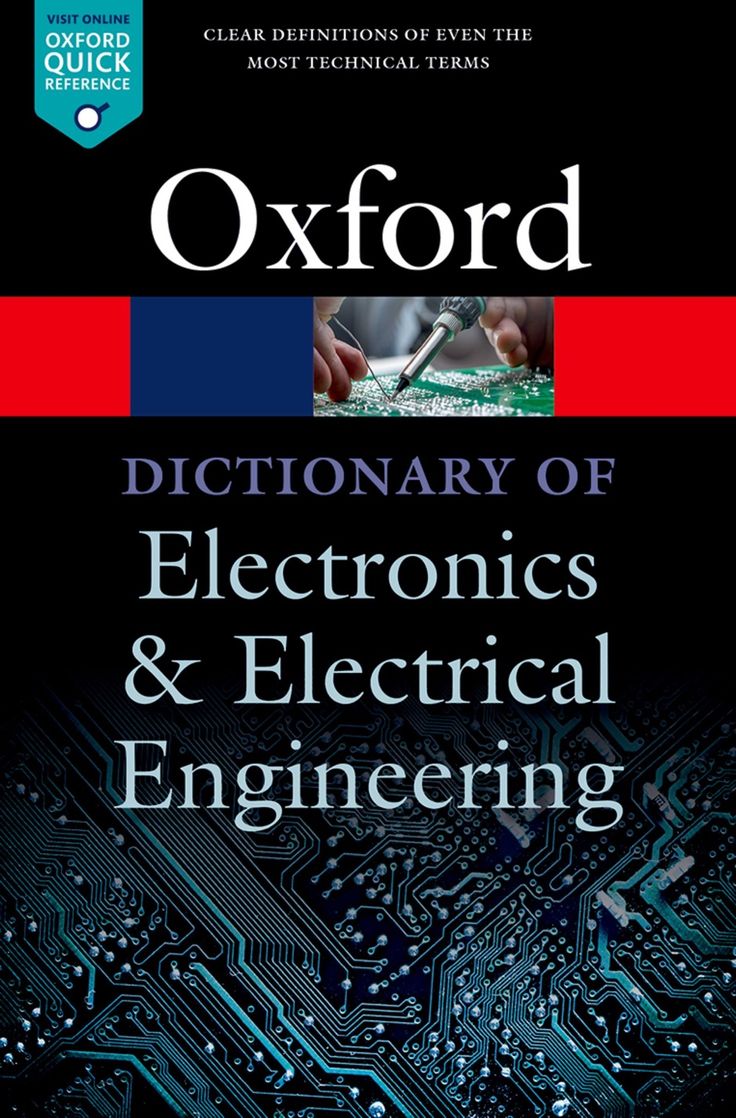 VISIT ONLINE
OXFORD
QUICK
REFERENCE
CLEAR DEFINITIONS OF EVEN THE
MOST TECHNICAL TERMS
Oxford
DICTIONARY OF
Electronics
& Electrical
Engineering